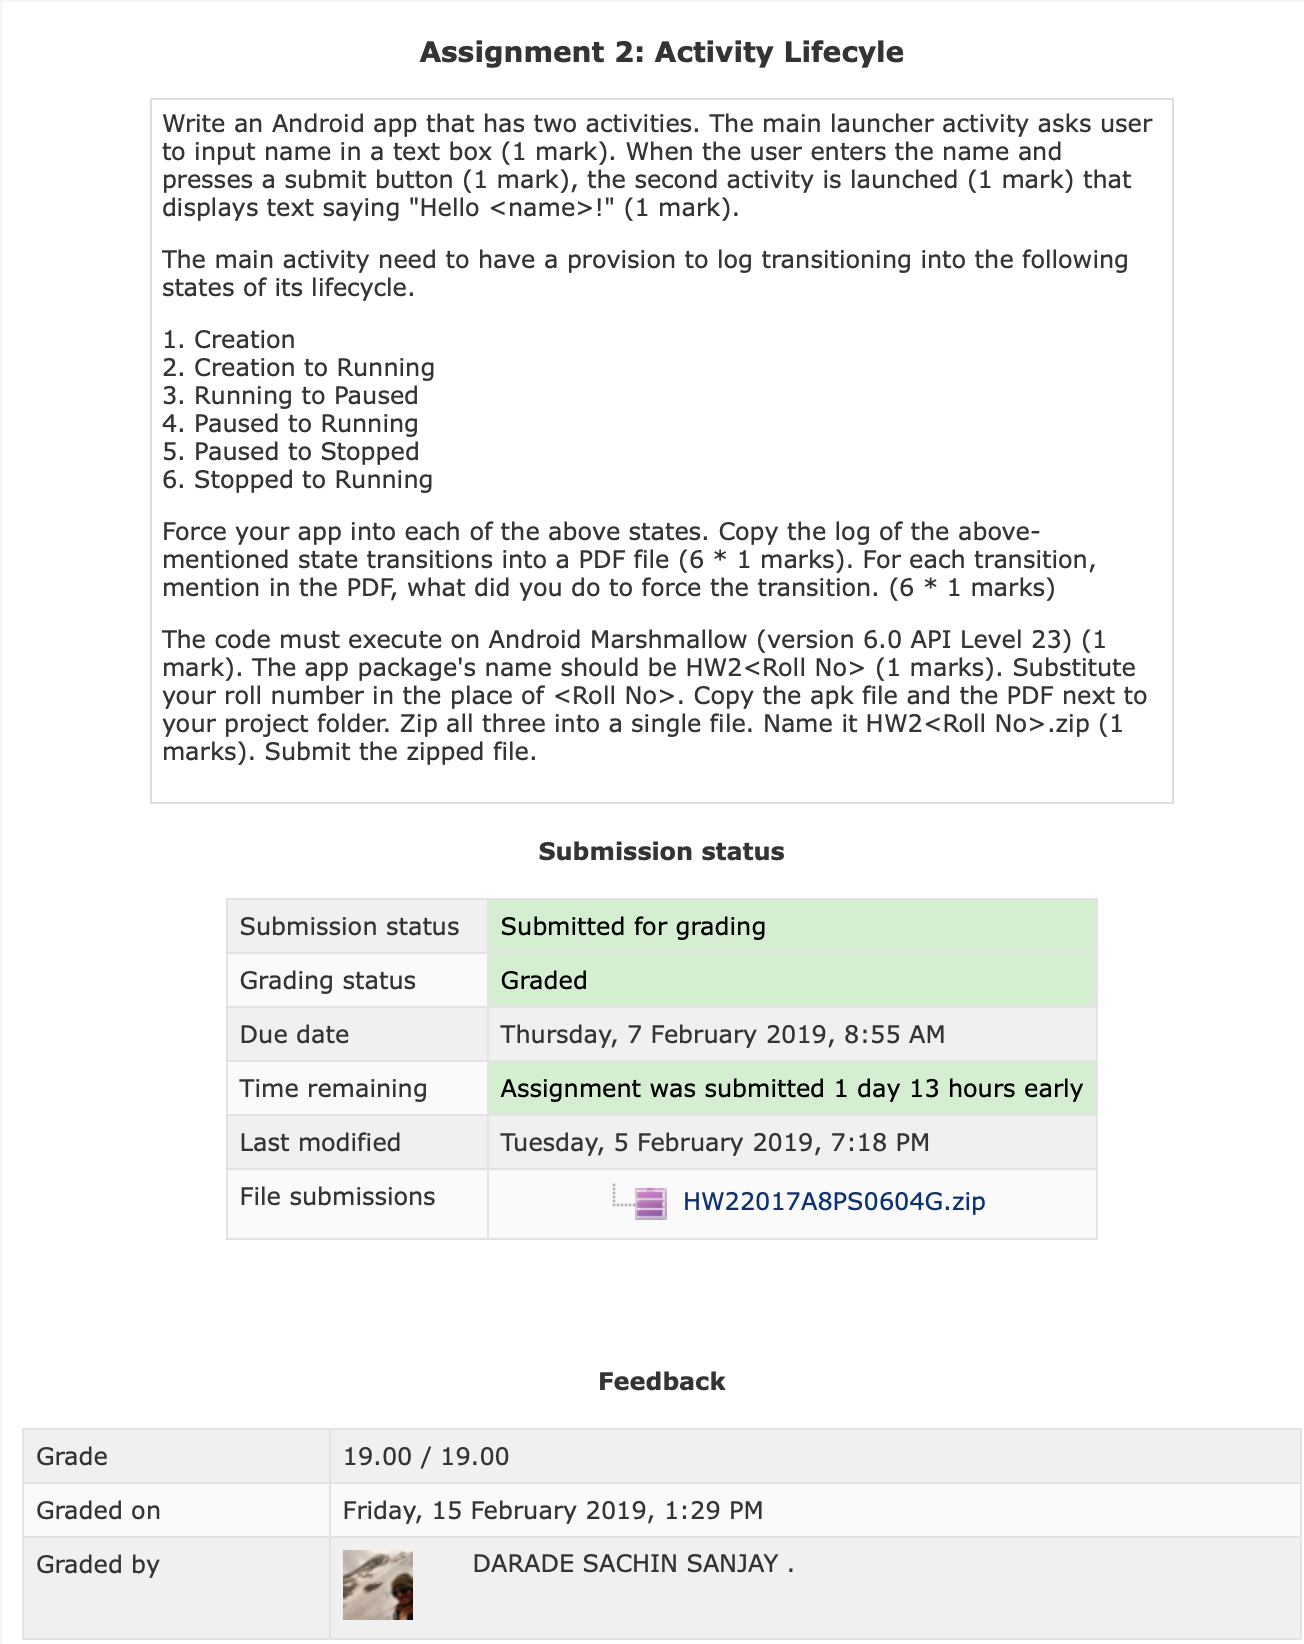 Assignment 2: Activity Lifecyle
Write an Android app that has two activities. The main launcher activity asks user
to input name in a text box (1 mark). When the user enters the name and
presses a submit button (1 mark), the second activity is launched (1 mark) that
displays text saying "Hello <name>!" (1 mark).
The main activity need to have a provision to log transitioning into the following
states of its lifecycle.
1. Creation
2. Creation to Running
3. Running to Paused
4. Paused to Running
5. Paused to Stopped
6. Stopped to Running
Force your app into each of the above states. Copy the log of the above-
mentioned state transitions into a PDF file (6 * 1 marks). For each transition,
mention in the PDF, what did you do to force the transition. (6 * 1 marks)
The code must execute on Android Marshmallow (version 6.0 API Level 23) (1
mark). The app package's name should be HW2<Roll No> (1 marks). Substitute
your roll number in the place of <Roll No>. Copy the apk file and the PDF next to
your project folder. Zip all three into a single file. Name it HW2<Roll No>.zip (1
marks). Submit the zipped file.
Submission status
Submission status Submitted for grading
Grading status Graded
Due date Thursday, 7 February 2019, 8:55 AM
Time remaining Assignment was submitted 1 day 13 hours early
Last modified Tuesday, 5 February 2019, 7:18 PM
File submissions HW22017A8PS0604G.zip
Feedback
Grade 19.00 / 19.00
Graded on Friday, 15 February 2019, 1:29 PM
Graded by DARADE SACHIN SANJAY .